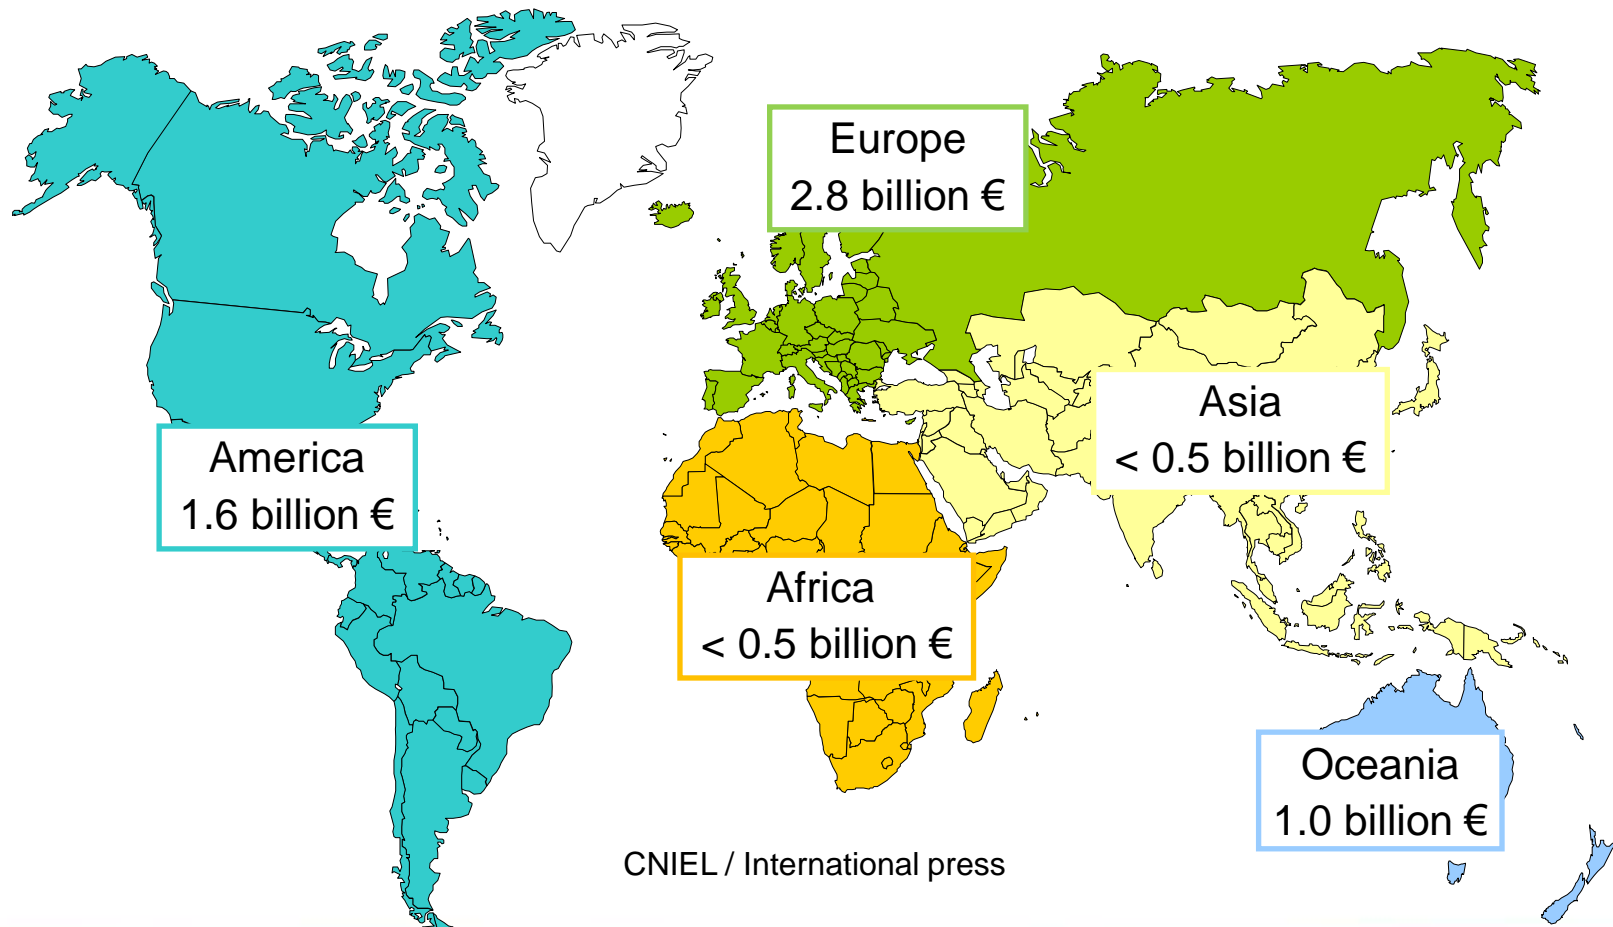 Europe
2.8 billion €
Asia
< 0.5 billion €
America
1.6 billion €
Africa
< 0.5 billion €
Oceania
1.0 billion €
CNIEL / International press